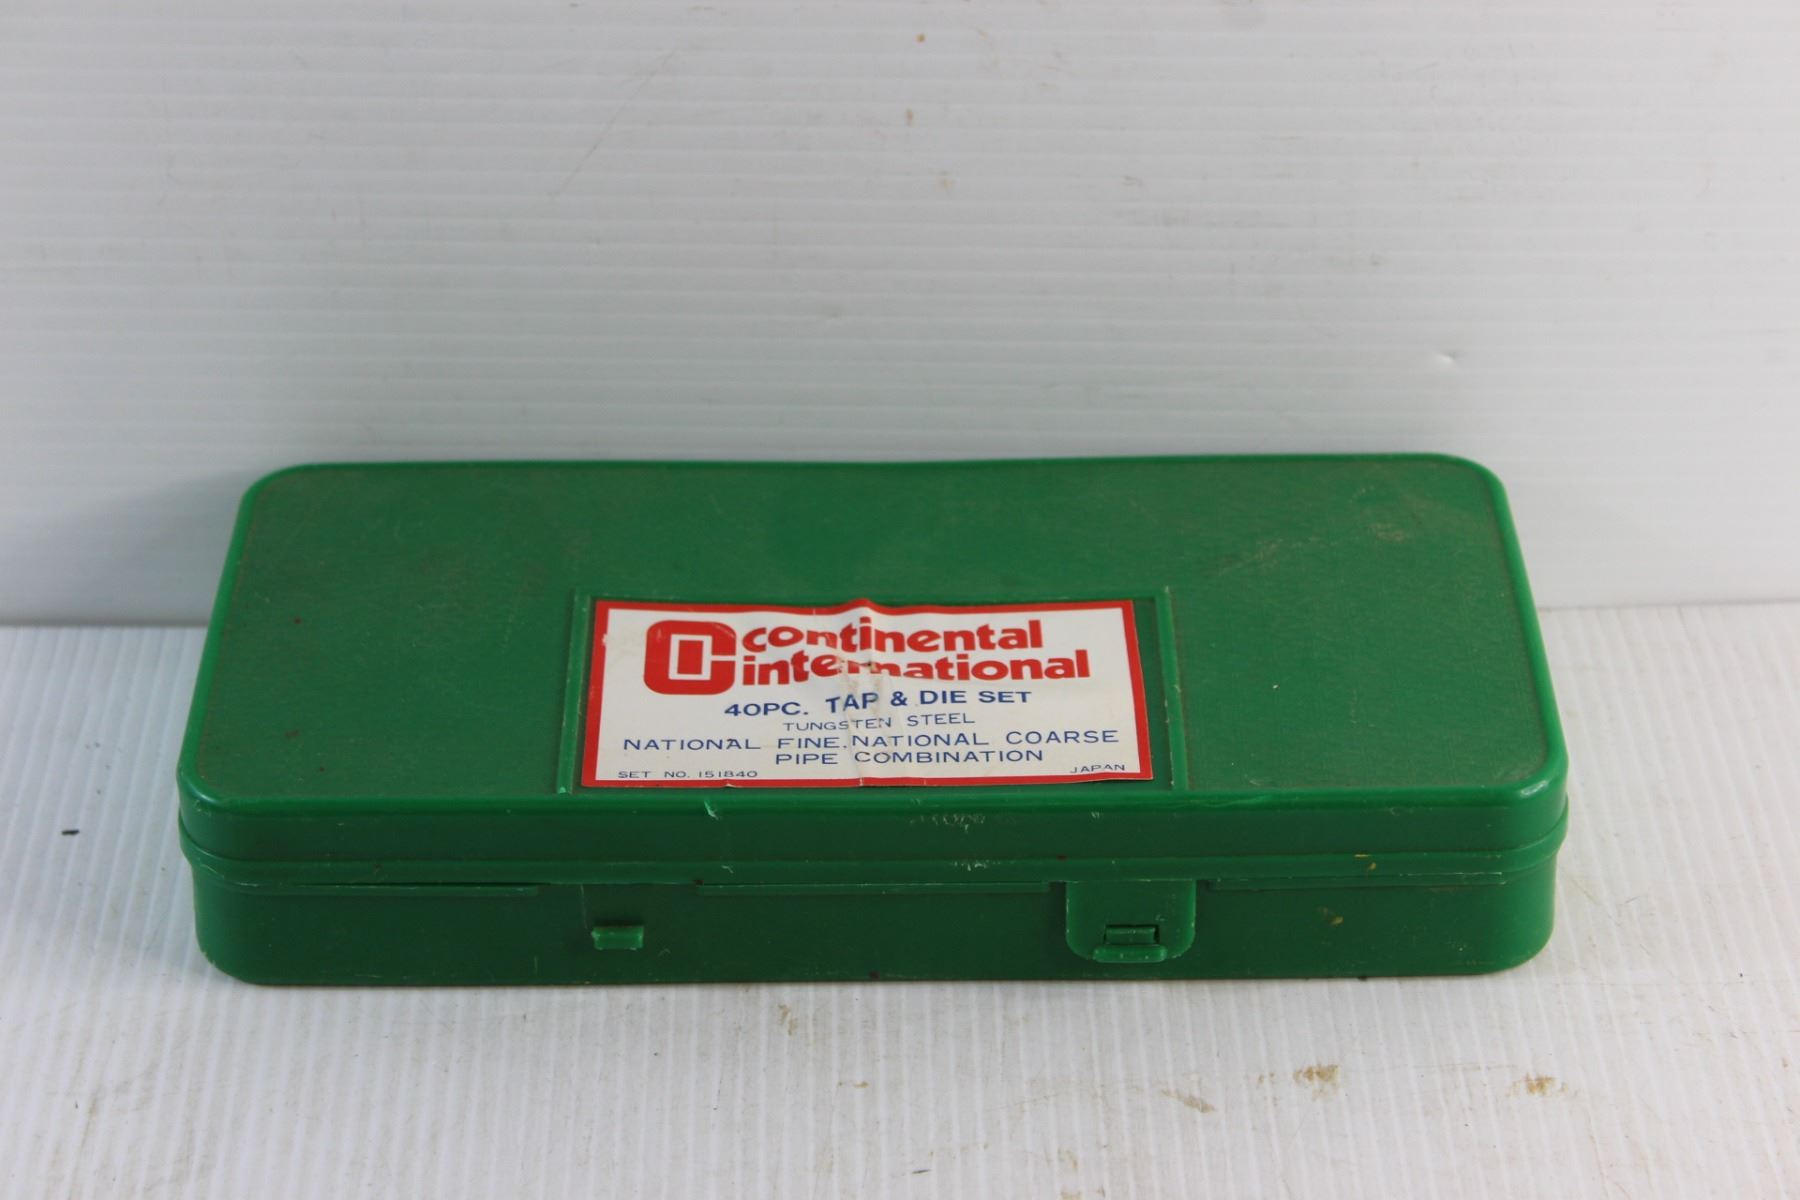 continental
international
40PC. TAP & DIE SET
TUNGSTEN STEEL
NATIONAL FINE. NATIONAL COARSE
PIPE COMBINATION
SET NO. 151840 JAPAN